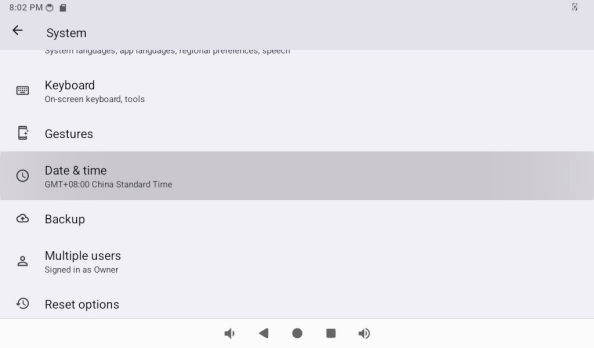 8:02 PM
System
System languages, app languages, regional preferences, speech
Keyboard
On-screen keyboard, tools
Gestures
Date & time
GMT+08:00 China Standard Time
Backup
Multiple users
Signed in as Owner
Reset options